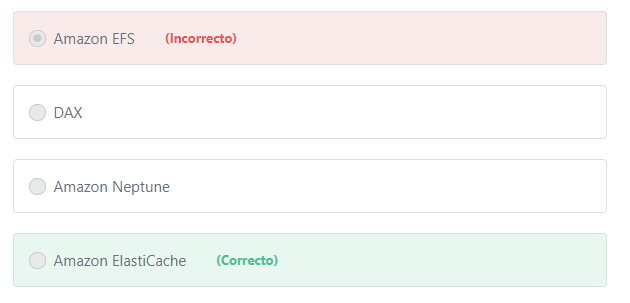 Amazon EFS (Incorrecto)
DAX
Amazon Neptune
Amazon ElastiCache (Correcto)